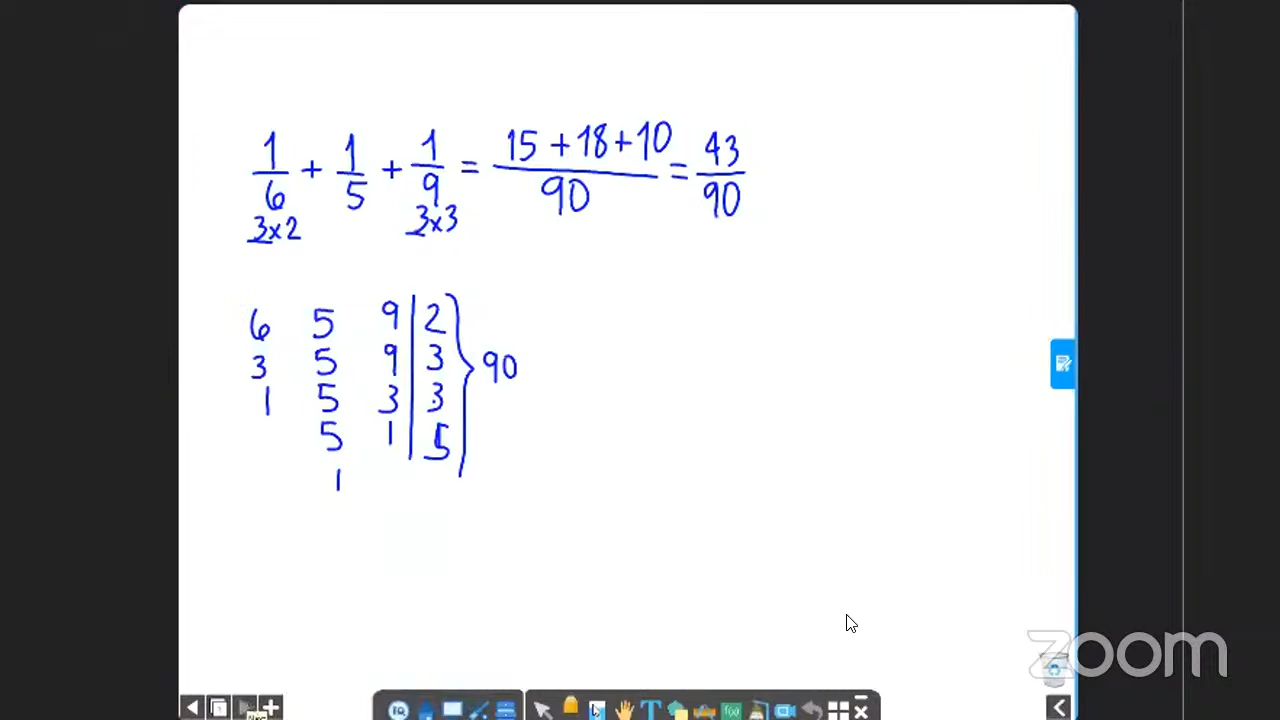 1/6 + 1/5 + 1/9 = (15 + 18 + 10)/90 = 43/90
3x2 3x3
6 5 9 | 2
3 5 9 | 3 } 90
1 5 3 | 3
5 1 | 5
1
zoom